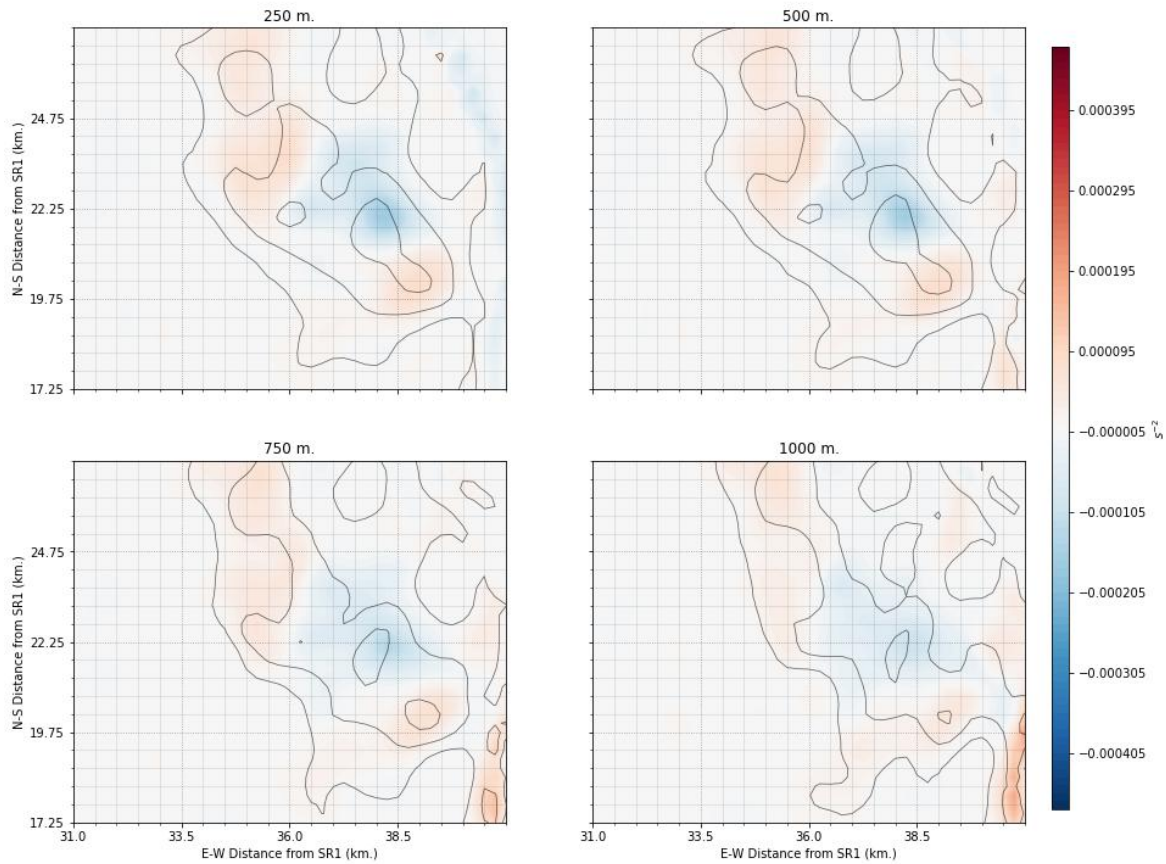 250 m.
500 m.
24.75
22.25
19.75
17.25
N-S Distance from SR1 (km.)
750 m.
1000 m.
24.75
22.25
19.75
17.25
N-S Distance from SR1 (km.)
31.0 33.5 36.0 38.5
E-W Distance from SR1 (km.)
31.0 33.5 36.0 38.5
E-W Distance from SR1 (km.)
0.000395
0.000295
0.000195
0.000095
−0.000005
−0.000105
−0.000205
−0.000305
−0.000405
s⁻²